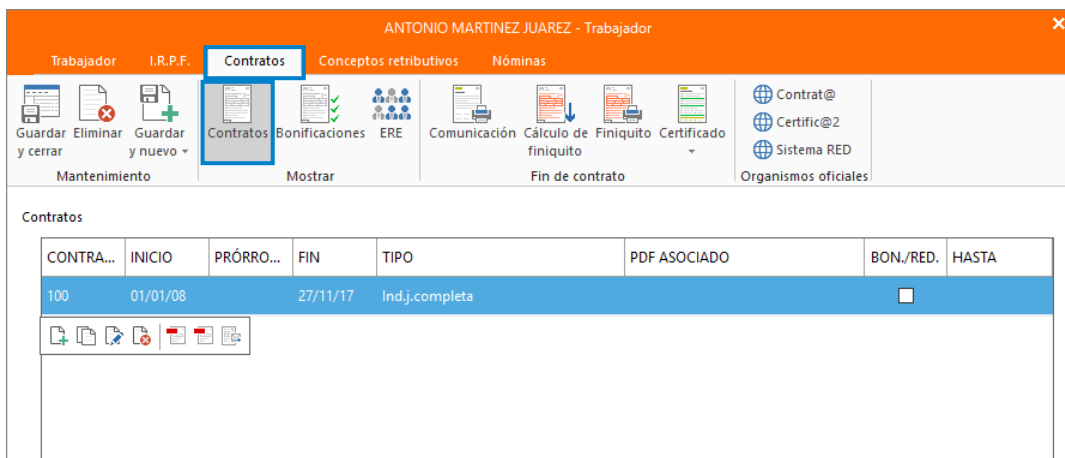 ANTONIO MARTINEZ JUAREZ - Trabajador
Trabajador I.R.P.F. Contratos Conceptos retributivos Nóminas
Guardar y cerrar
Eliminar
Guardar y nuevo
Contratos
Bonificaciones
ERE
Comunicación
Cálculo de finiquito
Finiquito
Certificado
Contrat@
Certific@2
Sistema RED
Mantenimiento Mostrar Fin de contrato Organismos oficiales
Contratos
CONTRA... INICIO PRÓRRO... FIN TIPO PDF ASOCIADO BON./RED. HASTA
100 01/01/08 27/11/17 Ind.j.completa